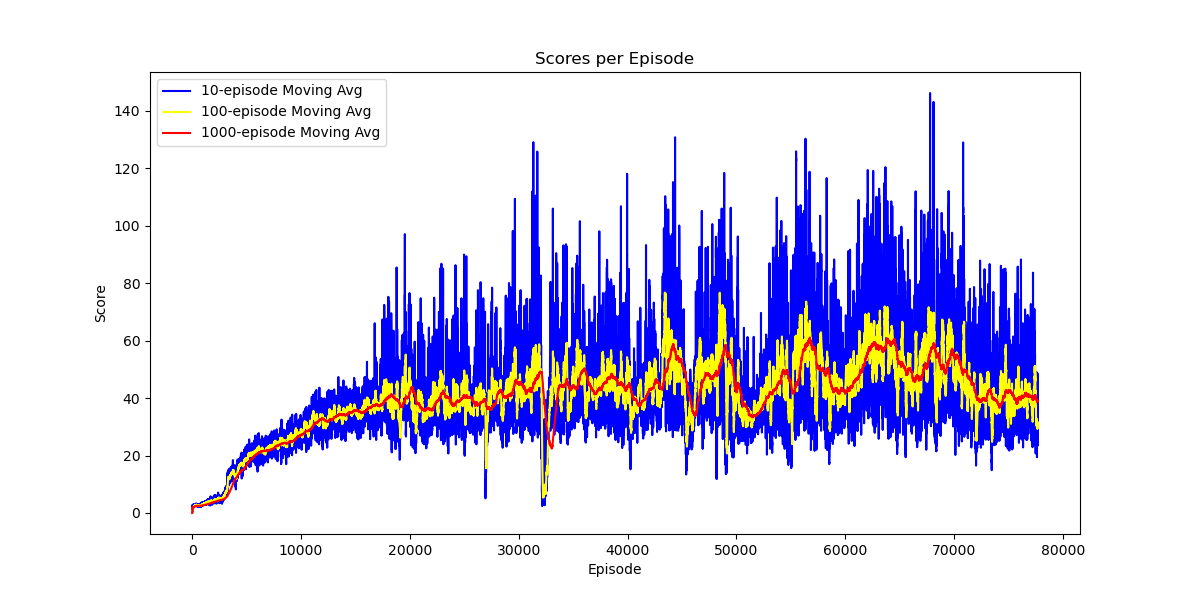 Scores per Episode
10-episode Moving Avg
100-episode Moving Avg
1000-episode Moving Avg
140
120
100
80
60
40
20
0
Score
0 10000 20000 30000 40000 50000 60000 70000 80000
Episode